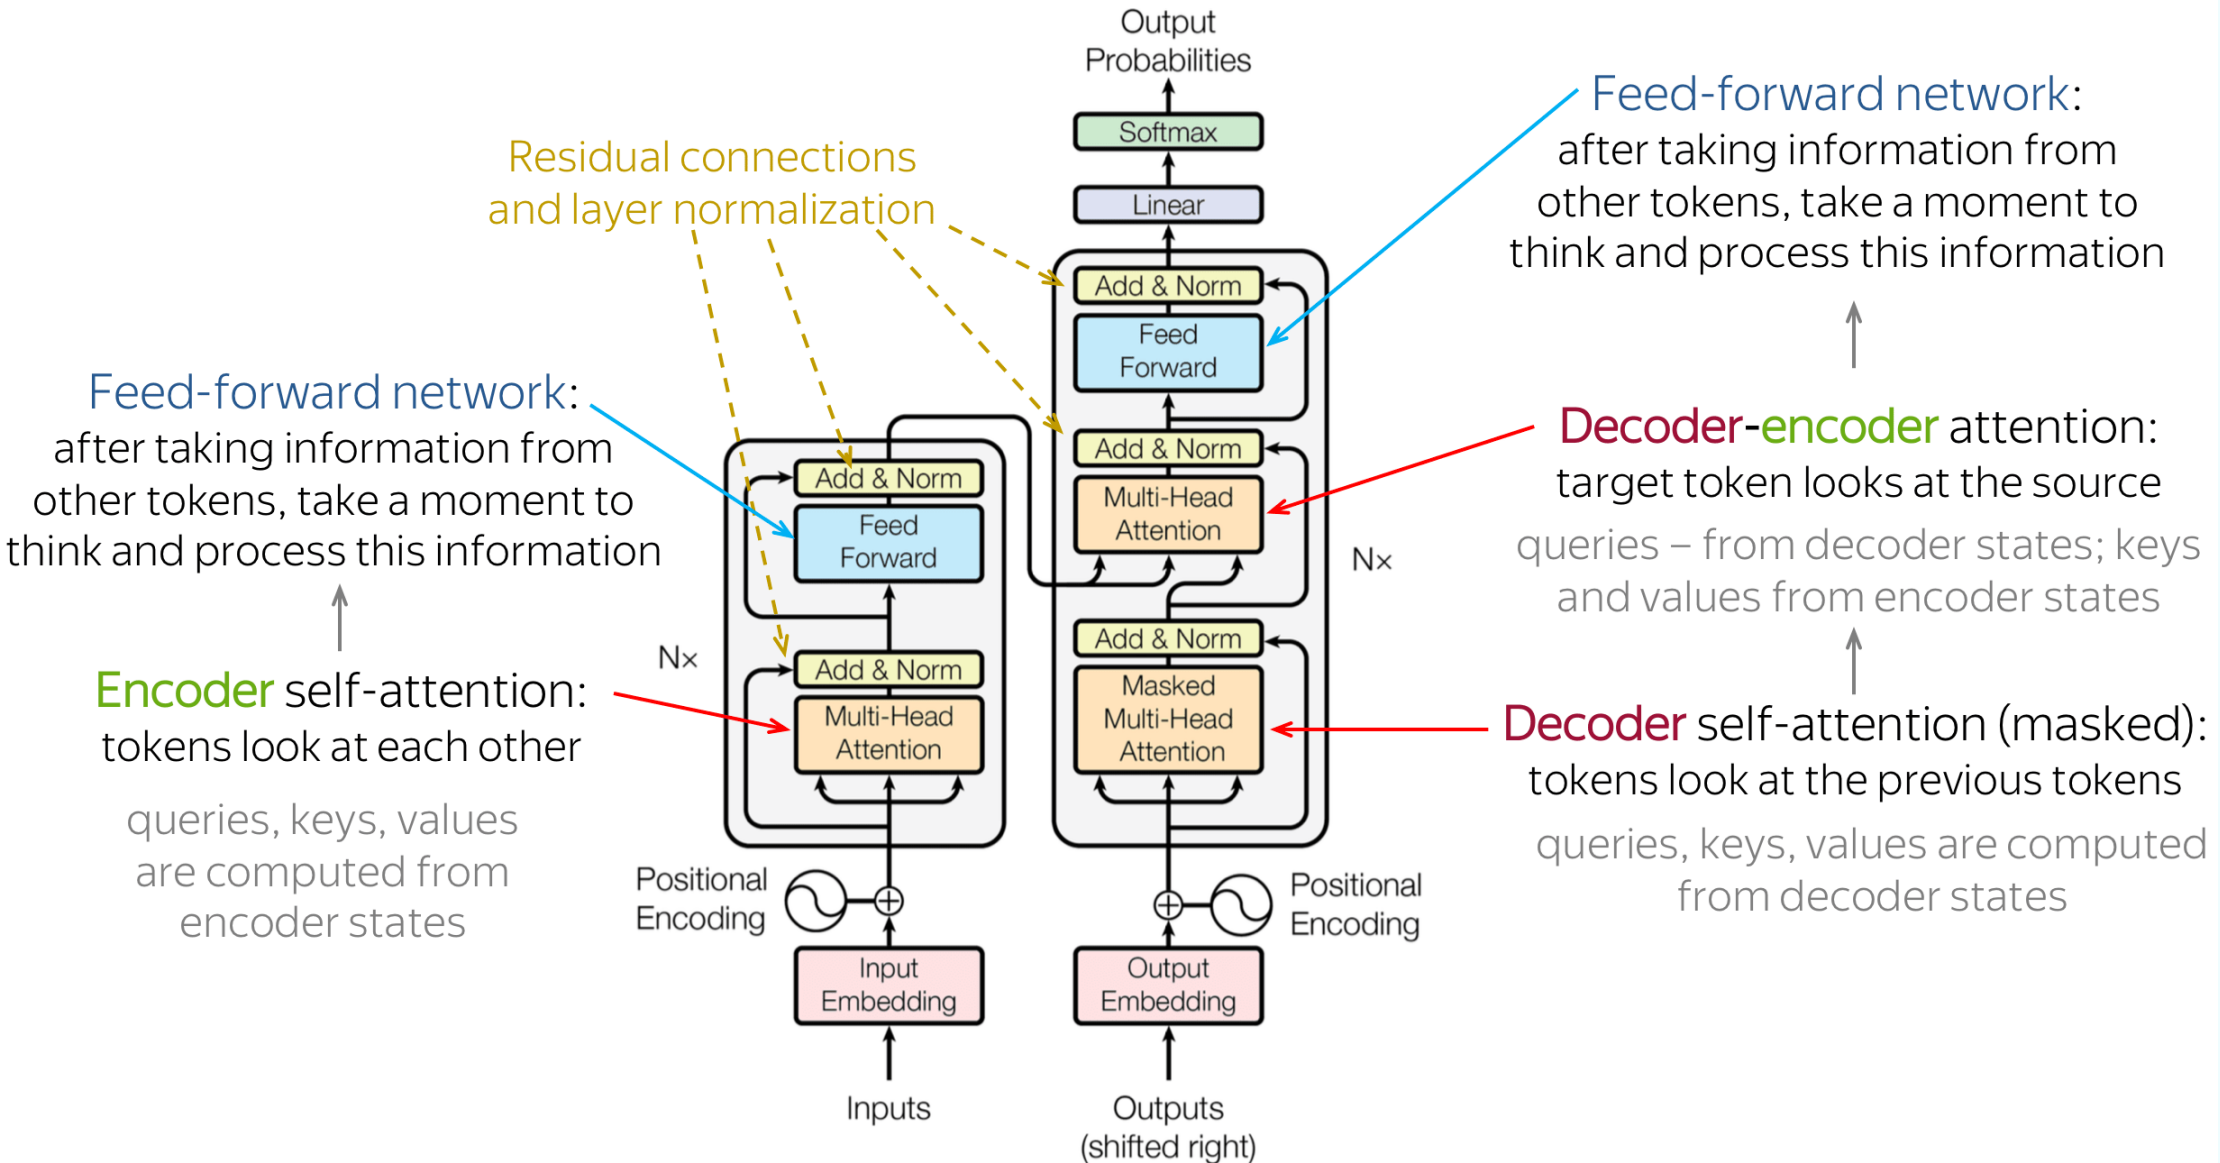 Output
Probabilities
Softmax
Linear
Add & Norm
Feed
Forward
Add & Norm
Multi-Head
Attention
Add & Norm
Masked
Multi-Head
Attention
N×
Positional
Encoding
Output
Embedding
Outputs
(shifted right)
Residual connections
and layer normalization
Add & Norm
Feed
Forward
Add & Norm
Multi-Head
Attention
N×
Positional
Encoding
Input
Embedding
Inputs
Feed-forward network:
after taking information from
other tokens, take a moment to
think and process this information
Encoder self-attention:
tokens look at each other
queries, keys, values
are computed from
encoder states
Feed-forward network:
after taking information from
other tokens, take a moment to
think and process this information
Decoder-encoder attention:
target token looks at the source
queries – from decoder states; keys
and values from encoder states
Decoder self-attention (masked):
tokens look at the previous tokens
queries, keys, values are computed
from decoder states